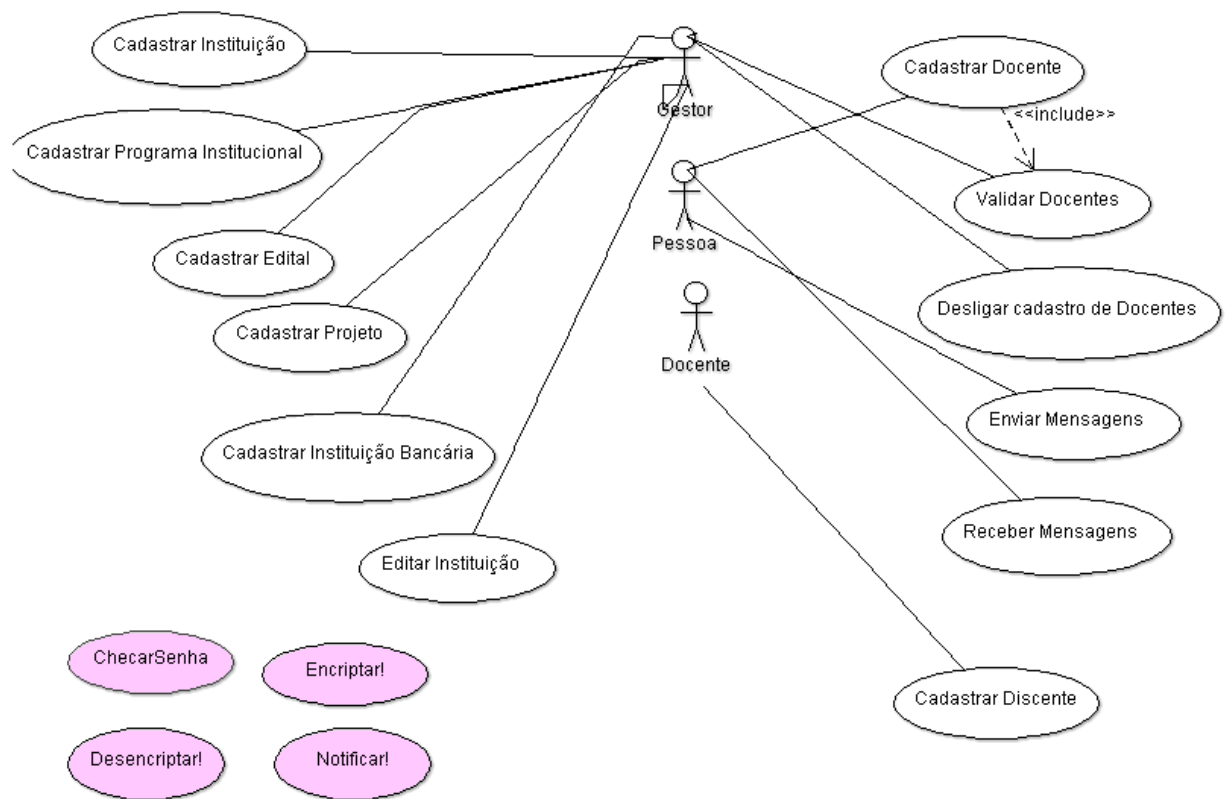 Cadastrar Instituição
Gestor
Cadastrar Docente
<<include>>
Cadastrar Programa Institucional
Validar Docentes
Pessoa
Cadastrar Edital
Desligar cadastro de Docentes
Cadastrar Projeto
Docente
Enviar Mensagens
Cadastrar Instituição Bancária
Receber Mensagens
Editar Instituição
ChecarSenha
Encriptar!
Cadastrar Discente
Desencriptar!
Notificar!